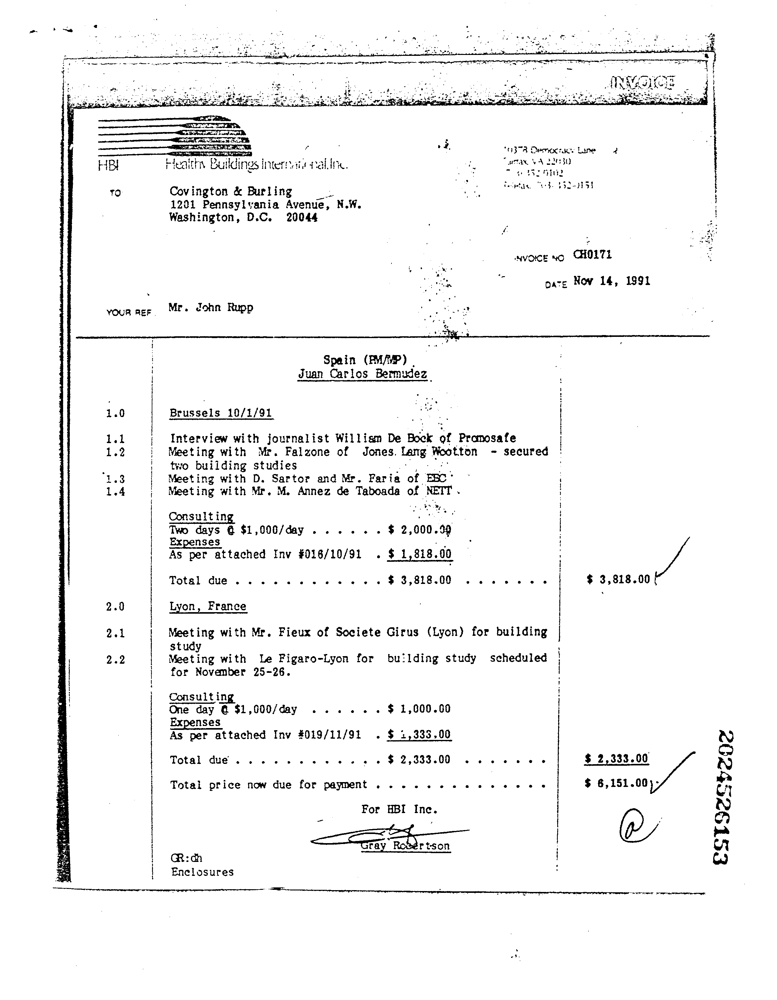 INVOICE
HBI Healthy Buildings International, Inc.
10378 Democracy Lane
Fairfax, VA 22030
TO Covington & Burling
1201 Pennsylvania Avenue, N.W.
Washington, D.C. 20044
INVOICE NO CH0171
DATE Nov 14, 1991
YOUR REF Mr. John Rupp
Spain (PM/MP)
Juan Carlos Bermudez
1.0 Brussels 10/1/91
1.1 Interview with journalist William De Bock of Promosafe
1.2 Meeting with Mr. Falzone of Jones Lang Wootton - secured
two building studies
1.3 Meeting with D. Sartor and Mr. Faria of EEC
1.4 Meeting with Mr. M. Annez de Taboada of NETT.
Consulting
Two days @ $1,000/day . . . . . . $ 2,000.00
Expenses
As per attached Inv #016/10/91 . $ 1,818.00
Total due . . . . . . . . . . . . $ 3,818.00 . . . . . . . $ 3,818.00
2.0 Lyon, France
2.1 Meeting with Mr. Fieux of Societe Girus (Lyon) for building
study
2.2 Meeting with Le Figaro-Lyon for building study scheduled
for November 25-26.
Consulting
One day @ $1,000/day . . . . . . $ 1,000.00
Expenses
As per attached Inv #019/11/91 . $ 1,333.00
Total due . . . . . . . . . . . . $ 2,333.00 . . . . . . . $ 2,333.00
Total price now due for payment . . . . . . . . . . . . . . $ 6,151.00
For HBI Inc.
Gray Robertson
GR:dh
Enclosures
2024526153